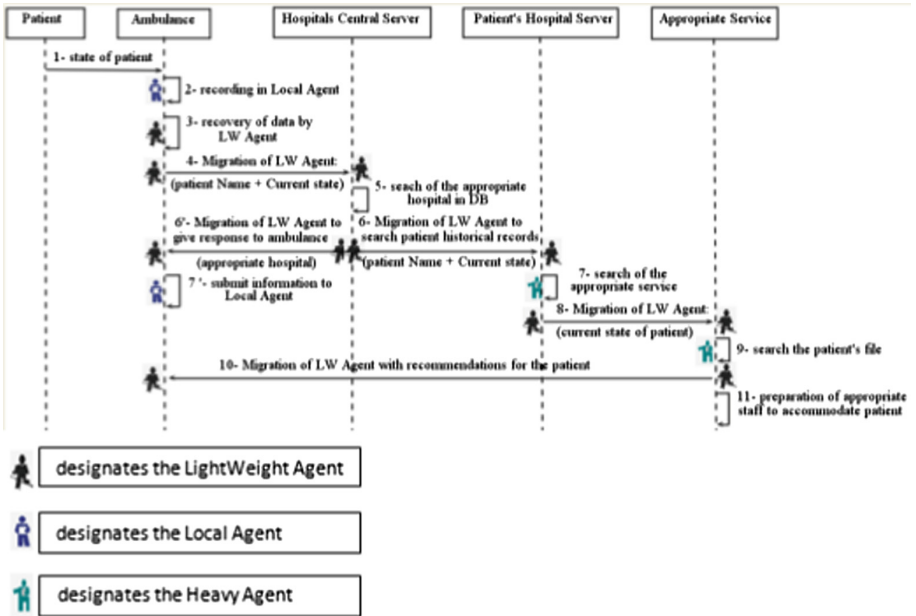 Patient
Ambulance
Hospitals Central Server
Patient's Hospital Server
Appropriate Service
1- state of patient
2- recording in Local Agent
3- recovery of data by
LW Agent
4- Migration of LW Agent:
(patient Name + Current state)
5- seach of the appropriate
hospital in DB
6'- Migration of LW Agent to
give response to ambulance
(appropriate hospital)
6- Migration of LW Agent to
search patient historical records
(patient Name + Current state)
7- search of the
appropriate service
7 '- submit information to
Local Agent
8- Migration of LW Agent:
(current state of patient)
9- search the patient's file
10- Migration of LW Agent with recommendations for the patient
11- preparation of appropriate
staff to accommodate patient
designates the LightWeight Agent
designates the Local Agent
designates the Heavy Agent